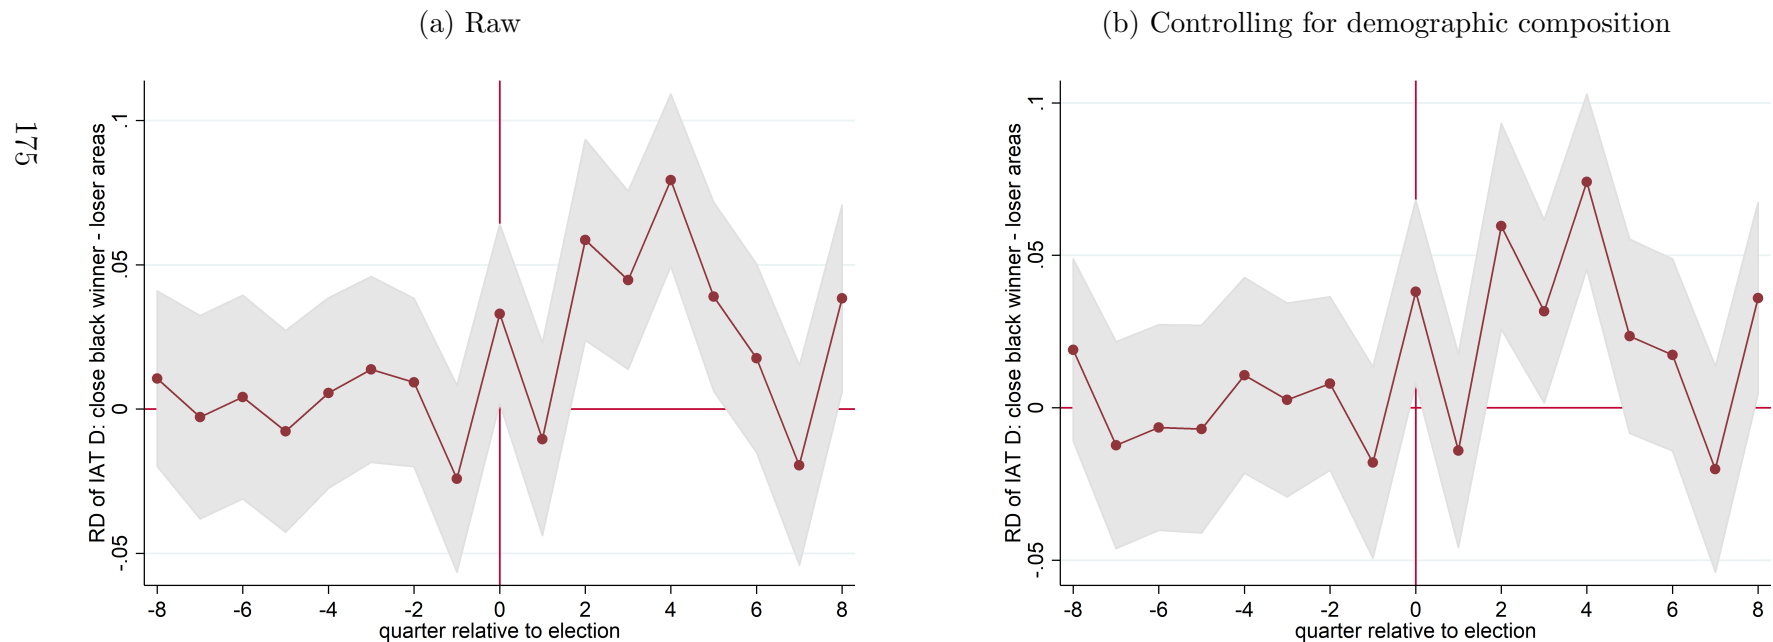 (a) Raw
(b) Controlling for demographic composition
175
RD of IAT D: close black winner - loser areas
.1
.05
0
-.05
-8 -6 -4 -2 0 2 4 6 8
quarter relative to election
RD of IAT D: close black winner - loser areas
.1
.05
0
-.05
-8 -6 -4 -2 0 2 4 6 8
quarter relative to election